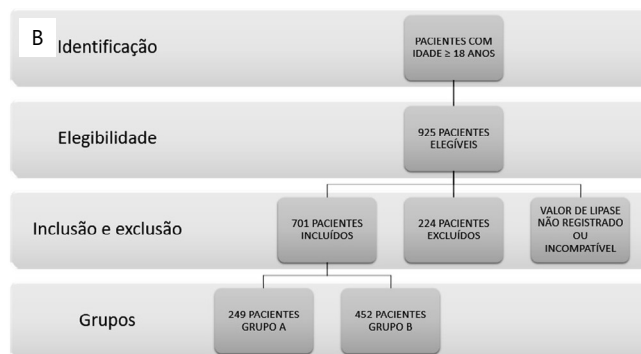 B
Identificação
PACIENTES COM
IDADE ≥ 18 ANOS
Elegibilidade
925 PACIENTES
ELEGÍVEIS
Inclusão e exclusão
701 PACIENTES
INCLUÍDOS
224 PACIENTES
EXCLUÍDOS
VALOR DE LIPASE
NÃO REGISTRADO
OU
INCOMPATÍVEL
Grupos
249 PACIENTES
GRUPO A
452 PACIENTES
GRUPO B